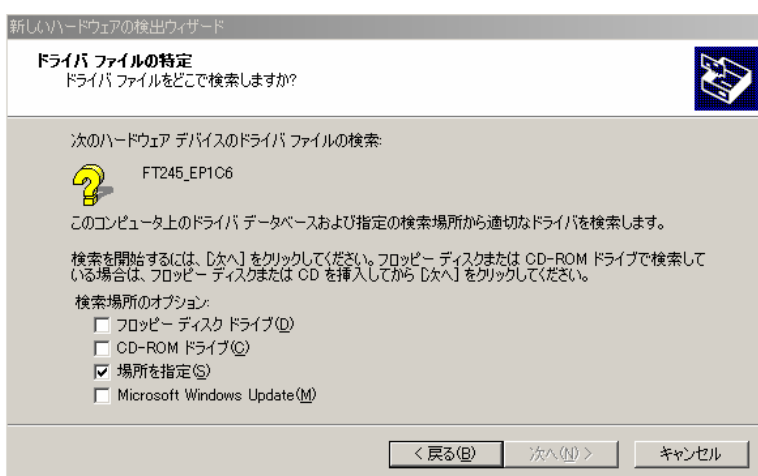 新しいハードウェアの検出ウィザード
ドライバ ファイルの特定
ドライバ ファイルをどこで検索しますか?
次のハードウェア デバイスのドライバ ファイルの検索:
FT245_EP1C6
このコンピュータ上のドライバ データベースおよび指定の検索場所から適切なドライバを検索します。
検索を開始するには、[次へ] をクリックしてください。フロッピー ディスクまたは CD-ROM ドライブで検索して
いる場合は、フロッピー ディスクまたは CD を挿入してから [次へ] をクリックしてください。
検索場所のオプション:
フロッピー ディスク ドライブ(D)
CD-ROM ドライブ(C)
場所を指定(S)
Microsoft Windows Update(M)
< 戻る(B) 次へ(N) > キャンセル